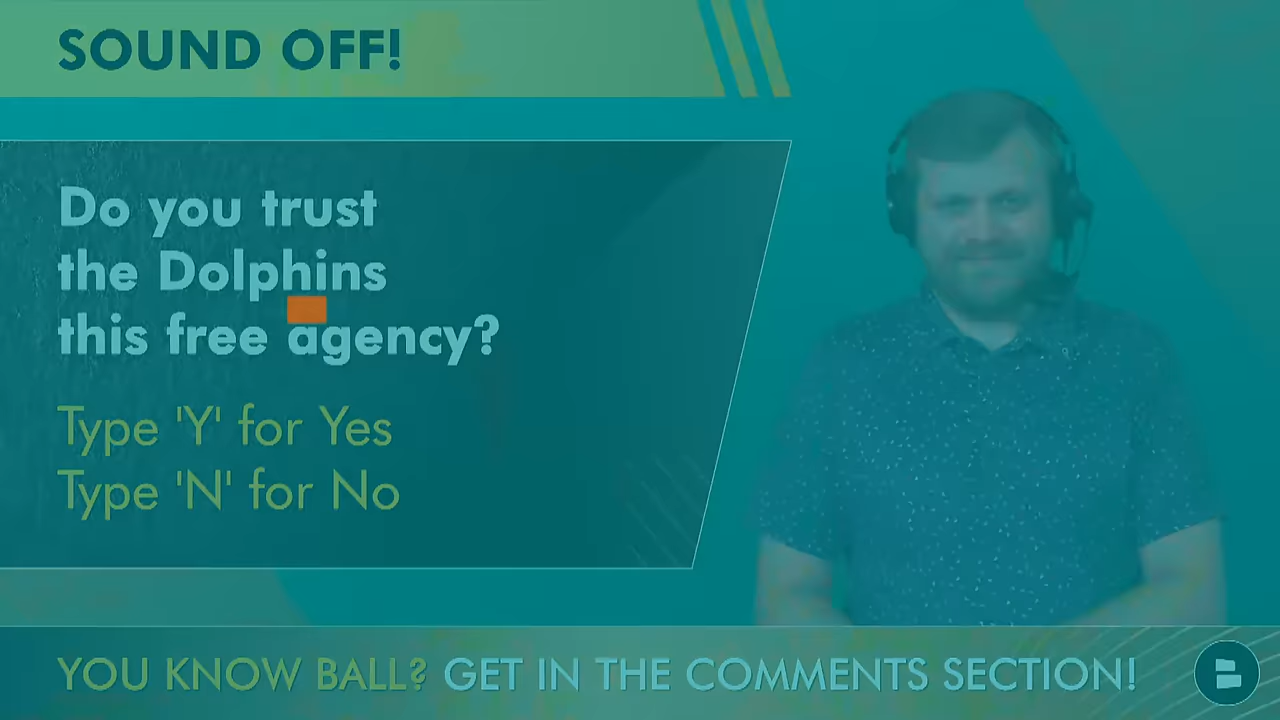 SOUND OFF!
Do you trust
the Dolphins
this free agency?
Type 'Y' for Yes
Type 'N' for No
YOU KNOW BALL? GET IN THE COMMENTS SECTION!